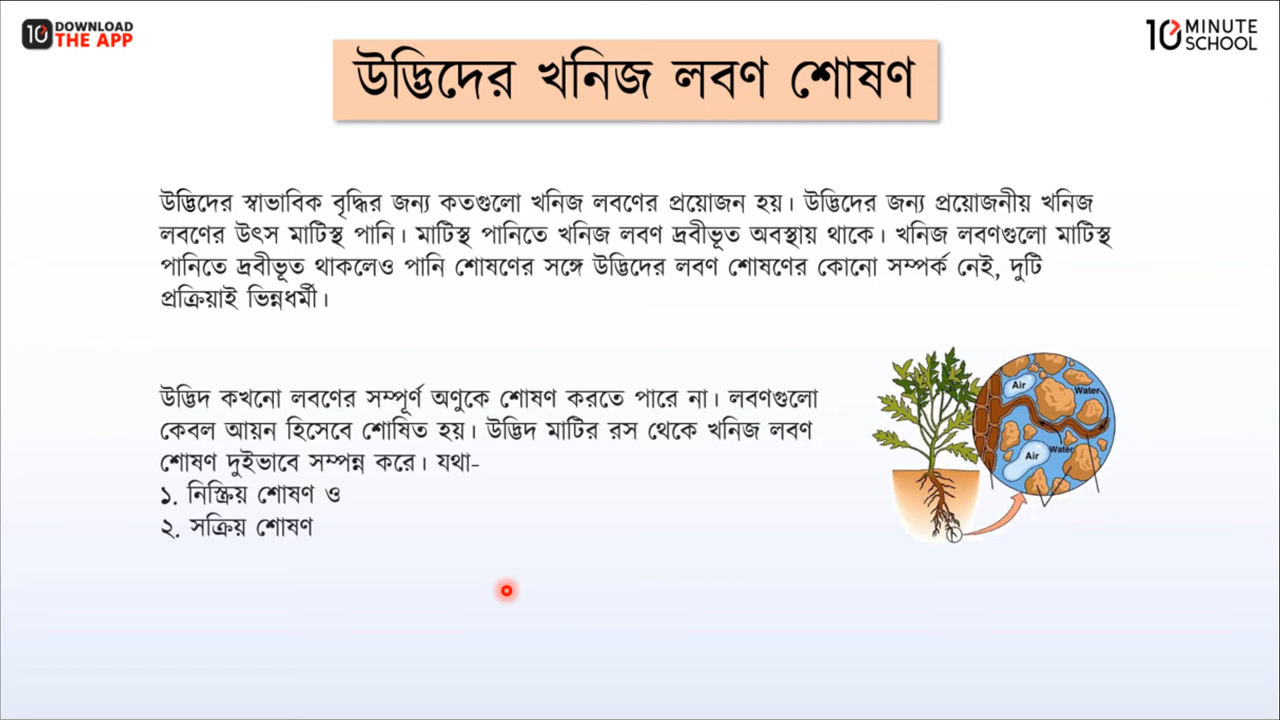 10 DOWNLOAD
THE APP
10 MINUTE
SCHOOL
উদ্ভিদের খনিজ লবণ শোষণ
উদ্ভিদের স্বাভাবিক বৃদ্ধির জন্য কতগুলো খনিজ লবণের প্রয়োজন হয়। উদ্ভিদের জন্য প্রয়োজনীয় খনিজ
লবণের উৎস মাটিস্থ পানি। মাটিস্থ পানিতে খনিজ লবণ দ্রবীভূত অবস্থায় থাকে। খনিজ লবণগুলো মাটিস্থ
পানিতে দ্রবীভূত থাকলেও পানি শোষণের সঙ্গে উদ্ভিদের লবণ শোষণের কোনো সম্পর্ক নেই, দুটি
প্রক্রিয়াই ভিন্নধর্মী।
উদ্ভিদ কখনো লবণের সম্পূর্ণ অণুকে শোষণ করতে পারে না। লবণগুলো
কেবল আয়ন হিসেবে শোষিত হয়। উদ্ভিদ মাটির রস থেকে খনিজ লবণ
শোষণ দুইভাবে সম্পন্ন করে। যথা-
১. নিস্ক্রিয় শোষণ ও
২. সক্রিয় শোষণ
Air
Water
Water
Air